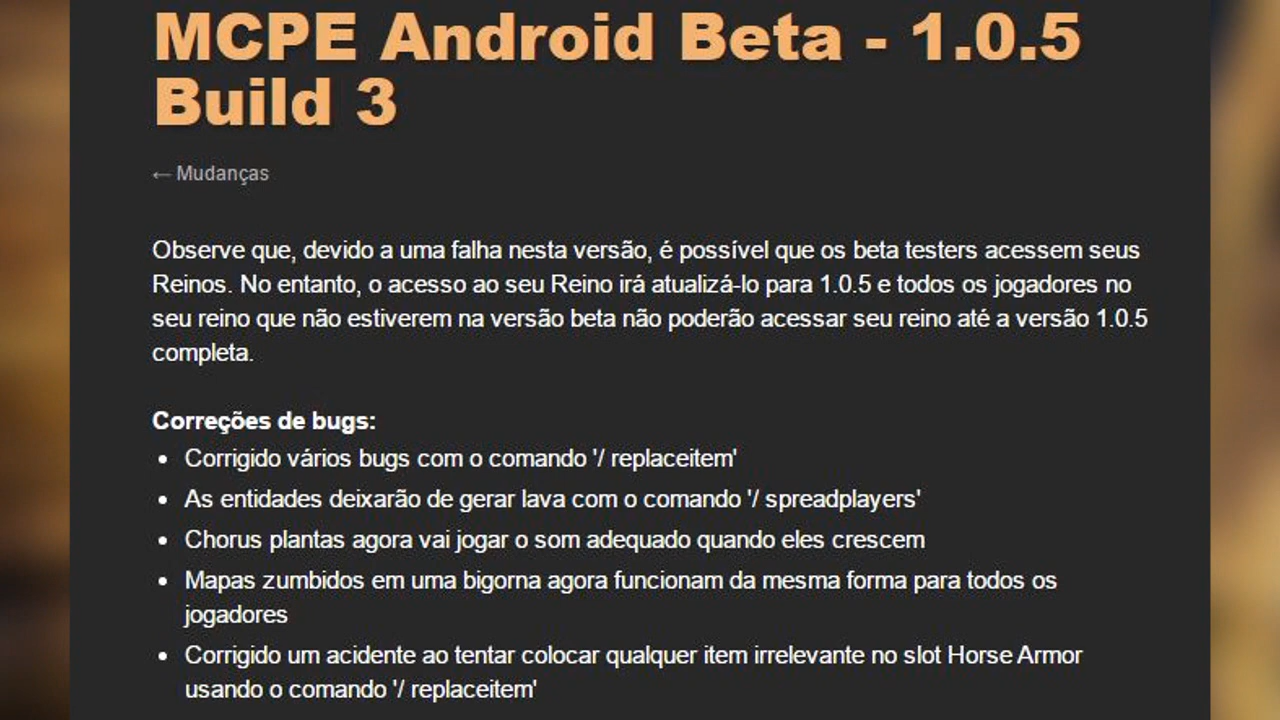 MCPE Android Beta - 1.0.5
Build 3
← Mudanças
Observe que, devido a uma falha nesta versão, é possível que os beta testers acessem seus
Reinos. No entanto, o acesso ao seu Reino irá atualizá-lo para 1.0.5 e todos os jogadores no
seu reino que não estiverem na versão beta não poderão acessar seu reino até a versão 1.0.5
completa.
Correções de bugs:
• Corrigido vários bugs com o comando '/ replaceitem'
• As entidades deixarão de gerar lava com o comando '/ spreadplayers'
• Chorus plantas agora vai jogar o som adequado quando eles crescem
• Mapas zumbidos em uma bigorna agora funcionam da mesma forma para todos os
jogadores
• Corrigido um acidente ao tentar colocar qualquer item irrelevante no slot Horse Armor
usando o comando '/ replaceitem'